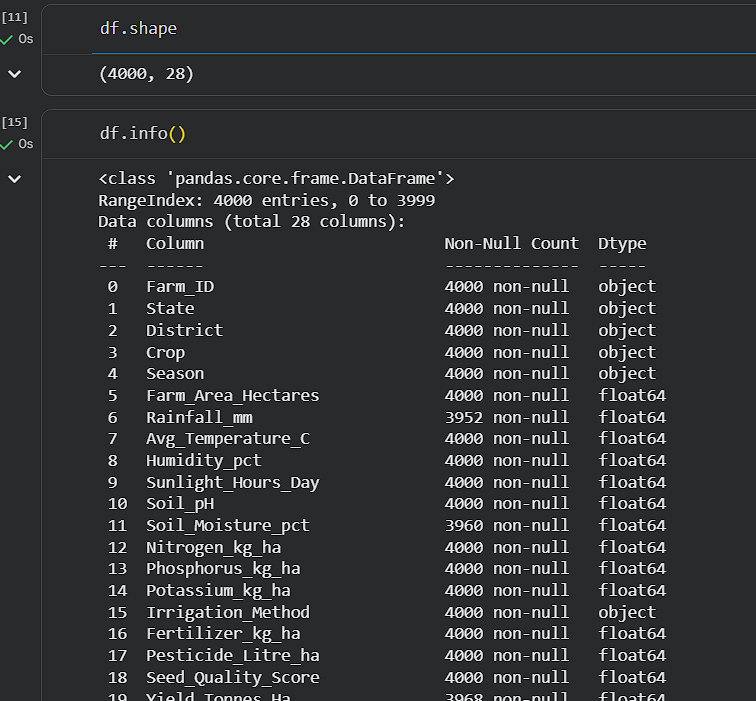 [11]
0s
df.shape
(4000, 28)
[15]
0s
df.info()
<class 'pandas.core.frame.DataFrame'>
RangeIndex: 4000 entries, 0 to 3999
Data columns (total 28 columns):
 #   Column                         Non-Null Count  Dtype
---  ------                         --------------  -----
 0   Farm_ID                        4000 non-null   object
 1   State                          4000 non-null   object
 2   District                       4000 non-null   object
 3   Crop                           4000 non-null   object
 4   Season                         4000 non-null   object
 5   Farm_Area_Hectares             4000 non-null   float64
 6   Rainfall_mm                    3952 non-null   float64
 7   Avg_Temperature_C              4000 non-null   float64
 8   Humidity_pct                   4000 non-null   float64
 9   Sunlight_Hours_Day             4000 non-null   float64
 10  Soil_pH                        4000 non-null   float64
 11  Soil_Moisture_pct              3960 non-null   float64
 12  Nitrogen_kg_ha                 4000 non-null   float64
 13  Phosphorus_kg_ha               4000 non-null   float64
 14  Potassium_kg_ha                4000 non-null   float64
 15  Irrigation_Method              4000 non-null   object
 16  Fertilizer_kg_ha               4000 non-null   float64
 17  Pesticide_Litre_ha             4000 non-null   float64
 18  Seed_Quality_Score             4000 non-null   float64
 19  Yield_Tonnes_Ha                3968 non-null   float64